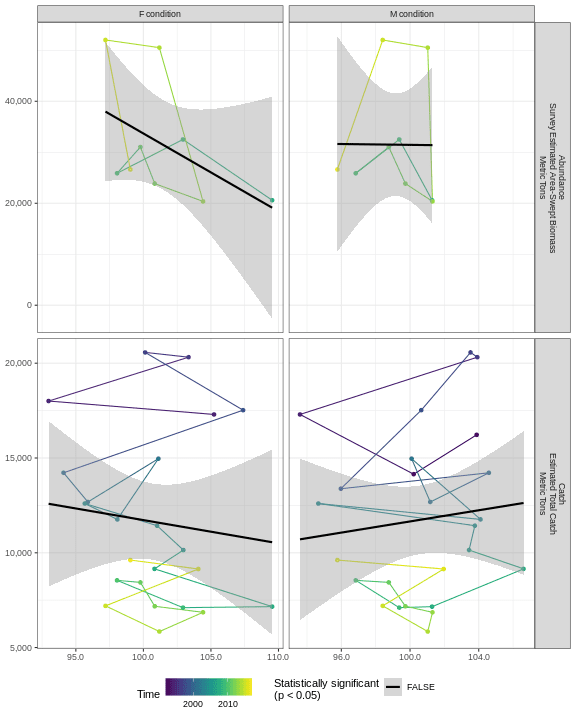 F condition
M condition
40,000
20,000
0
Abundance
Survey Estimated Area-Swept Biomass
Metric Tons
20,000
15,000
10,000
5,000
Catch
Estimated Total Catch
Metric Tons
95.0
100.0
105.0
110.0
96.0
100.0
104.0
Time
2000
2010
Statistically significant
(p < 0.05)
FALSE